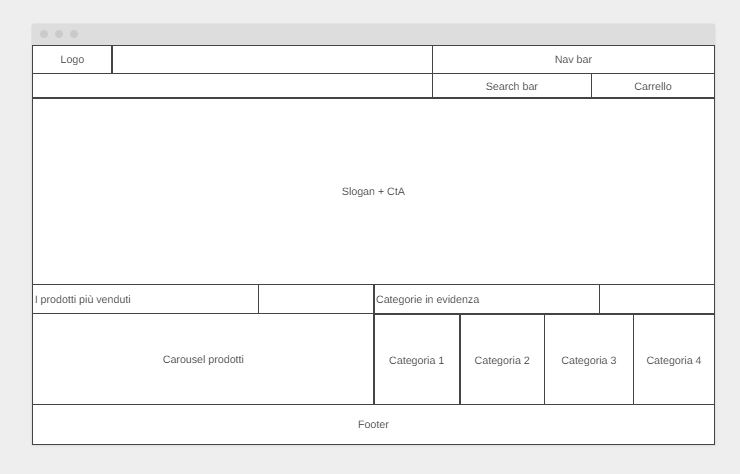 Logo
Nav bar
Search bar
Carrello
Slogan + CtA
I prodotti più venduti
Categorie in evidenza
Carousel prodotti
Categoria 1
Categoria 2
Categoria 3
Categoria 4
Footer